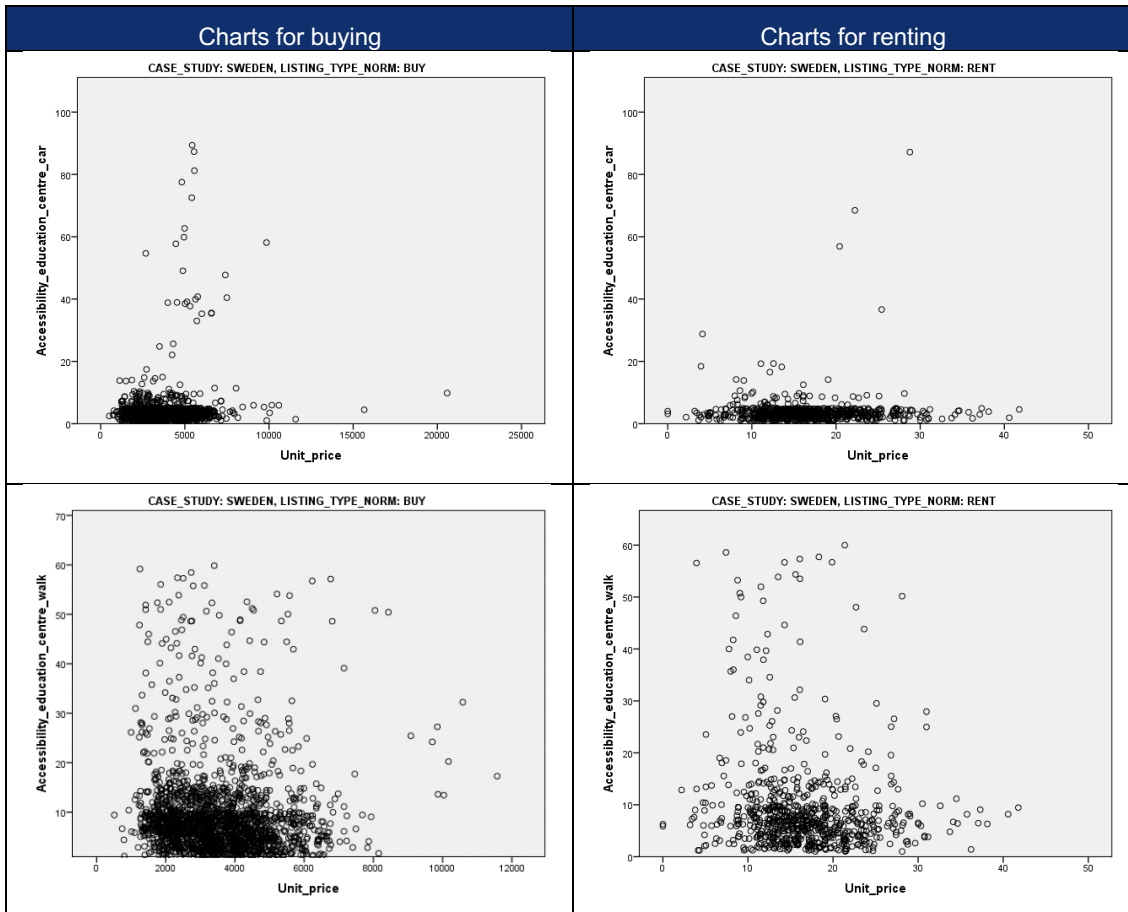 Charts for buying
Charts for renting
CASE_STUDY: SWEDEN, LISTING_TYPE_NORM: BUY
Accessibility_education_centre_car
100
80
60
40
20
0
0 5000 10000 15000 20000 25000
Unit_price
CASE_STUDY: SWEDEN, LISTING_TYPE_NORM: RENT
Accessibility_education_centre_car
100
80
60
40
20
0
0 10 20 30 40 50
Unit_price
CASE_STUDY: SWEDEN, LISTING_TYPE_NORM: BUY
Accessibility_education_centre_walk
70
60
50
40
30
20
10
0 2000 4000 6000 8000 10000 12000
Unit_price
CASE_STUDY: SWEDEN, LISTING_TYPE_NORM: RENT
Accessibility_education_centre_walk
60
50
40
30
20
10
0
0 10 20 30 40 50
Unit_price